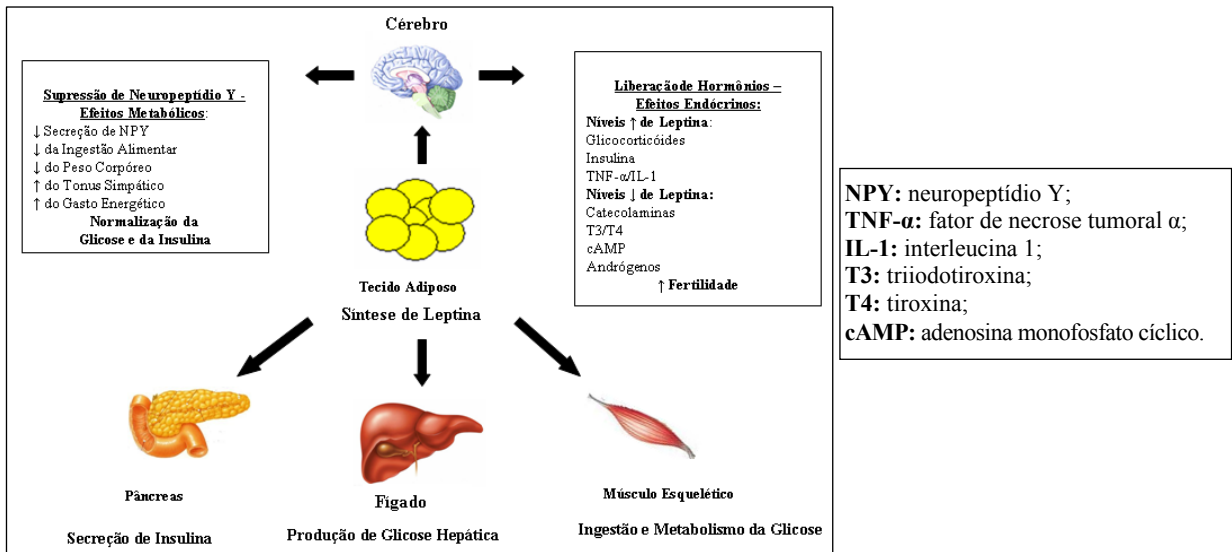 Cérebro
Supressão de Neuropeptídio Y -
Efeitos Metabólicos:
↓ Secreção de NPY
↓ da Ingestão Alimentar
↓ do Peso Corpóreo
↑ do Tonus Simpático
↑ do Gasto Energético
Normalização da
Glicose e da Insulina
Liberaçãode Hormônios –
Efeitos Endócrinos:
Níveis ↑ de Leptina:
Glicocorticóides
Insulina
TNF-α/IL-1
Níveis ↓ de Leptina:
Catecolaminas
T3/T4
cAMP
Andrógenos
↑ Fertilidade
Tecido Adiposo
Síntese de Leptina
Pâncreas
Secreção de Insulina
Fígado
Produção de Glicose Hepática
Músculo Esquelético
Ingestão e Metabolismo da Glicose
NPY: neuropeptídio Y;
TNF-α: fator de necrose tumoral α;
IL-1: interleucina 1;
T3: triiodotiroxina;
T4: tiroxina;
cAMP: adenosina monofosfato cíclico.